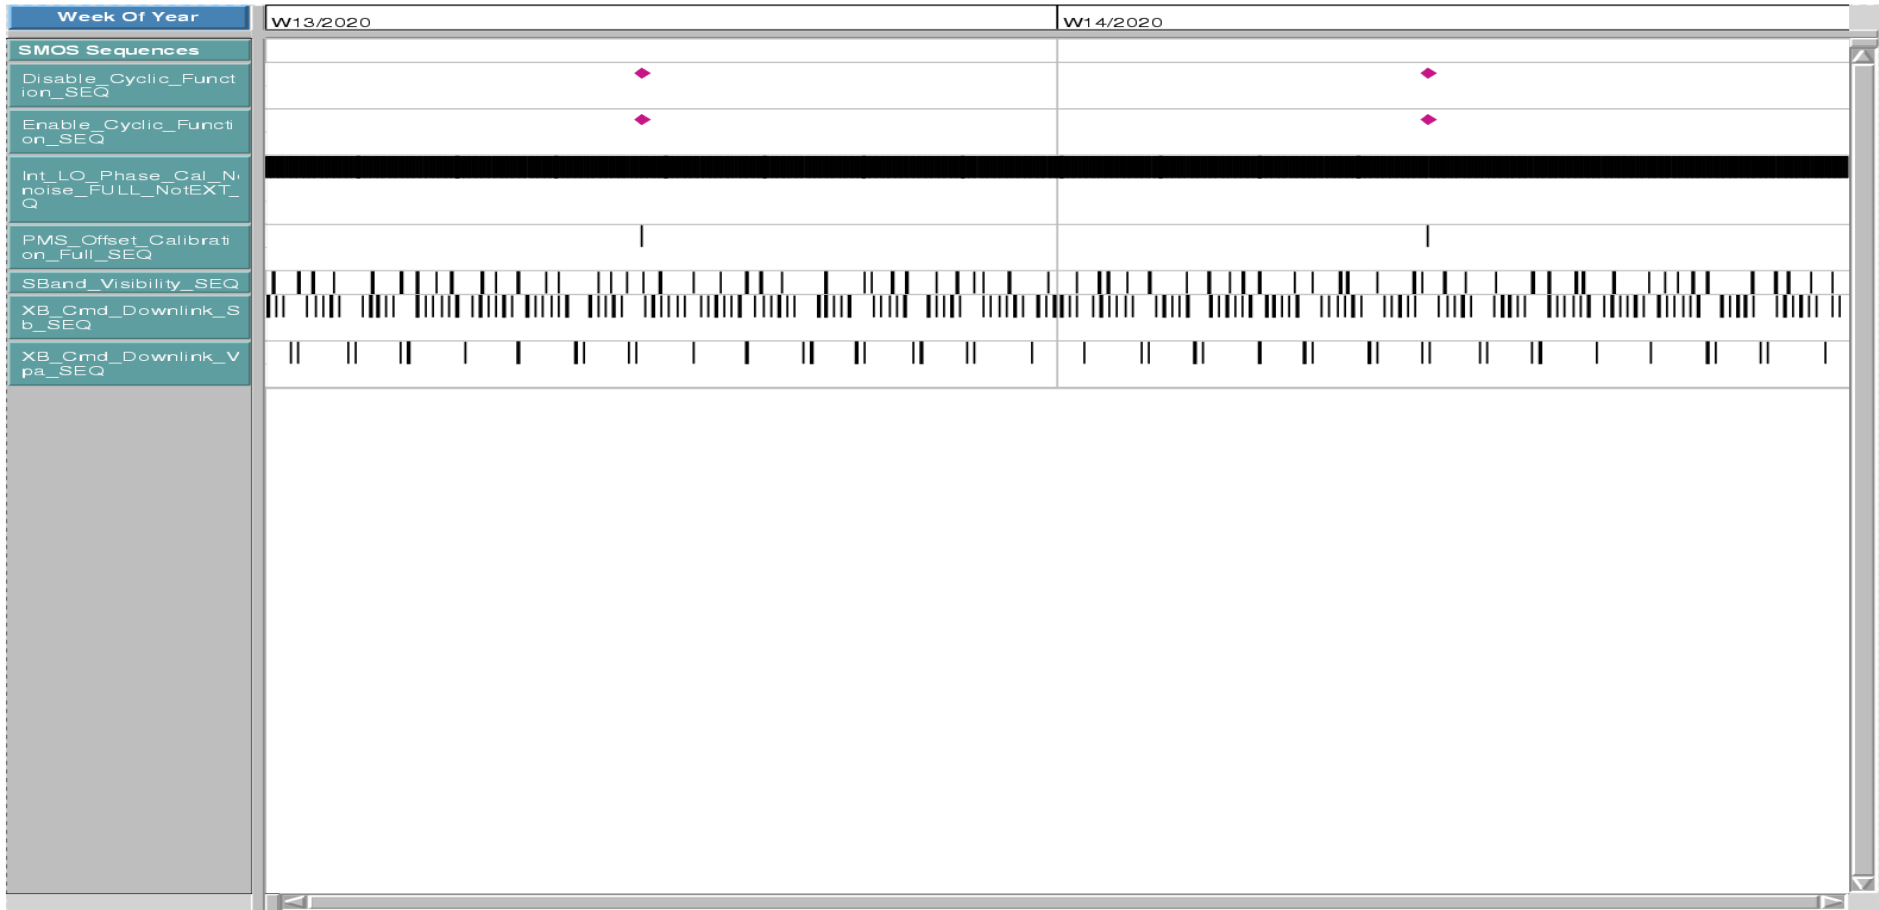 Week Of Year
W13/2020
W14/2020
SMOS Sequences
Disable_Cyclic_Funct
ion_SEQ
Enable_Cyclic_Functi
on_SEQ
Int_LO_Phase_Cal_N
noise_FULL_NotEXT_
Q
PMS_Offset_Calibrati
on_Full_SEQ
SBand_Visibility_SEQ
XB_Cmd_Downlink_S
b_SEQ
XB_Cmd_Downlink_V
pa_SEQ